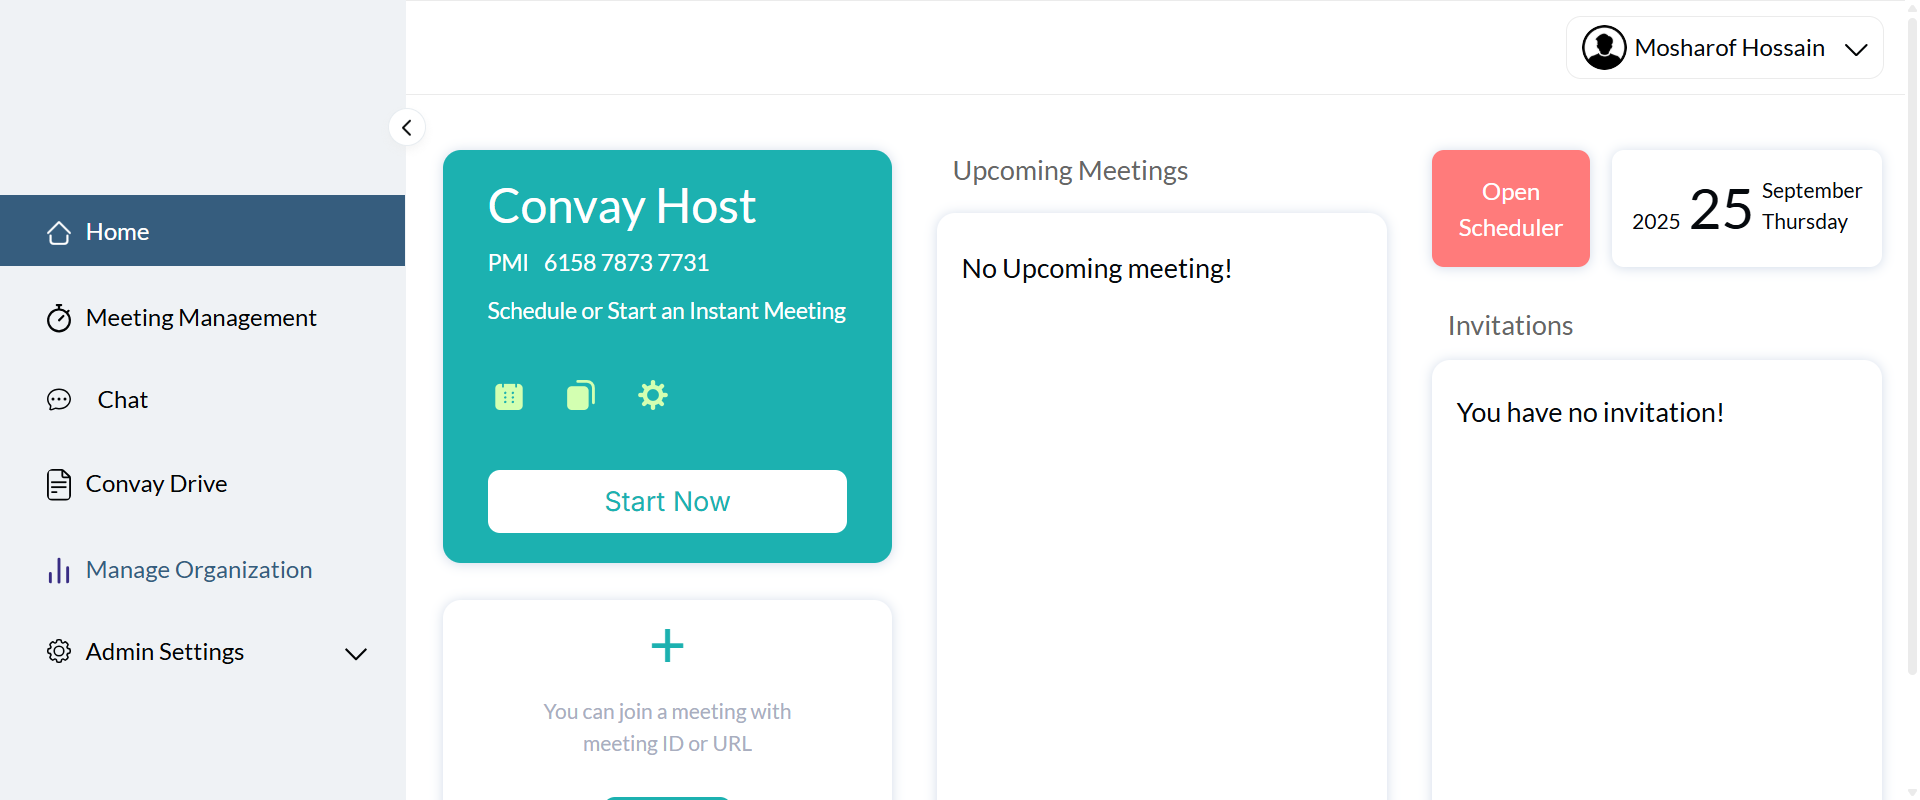 Mosharof Hossain
Home
Meeting Management
Chat
Convay Drive
Manage Organization
Admin Settings
Convay Host
PMI 6158 7873 7731
Schedule or Start an Instant Meeting
Start Now
You can join a meeting with
meeting ID or URL
Upcoming Meetings
No Upcoming meeting!
Open
Scheduler
2025 25 September
Thursday
Invitations
You have no invitation!